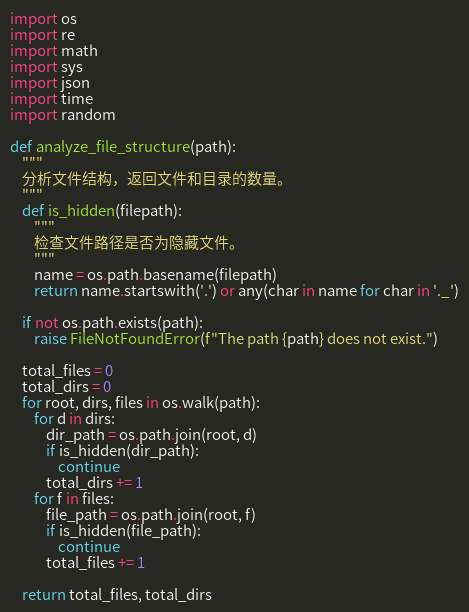 import os
import re
import math
import sys
import json
import time
import random

def analyze_file_structure(path):
    """
    分析文件结构，返回文件和目录的数量。
    """
    def is_hidden(filepath):
        """
        检查文件路径是否为隐藏文件。
        """
        name = os.path.basename(filepath)
        return name.startswith('.') or any(char in name for char in '._')

    if not os.path.exists(path):
        raise FileNotFoundError(f"The path {path} does not exist.")

    total_files = 0
    total_dirs = 0
    for root, dirs, files in os.walk(path):
        for d in dirs:
            dir_path = os.path.join(root, d)
            if is_hidden(dir_path):
                continue
            total_dirs += 1
        for f in files:
            file_path = os.path.join(root, f)
            if is_hidden(file_path):
                continue
            total_files += 1

    return total_files, total_dirs